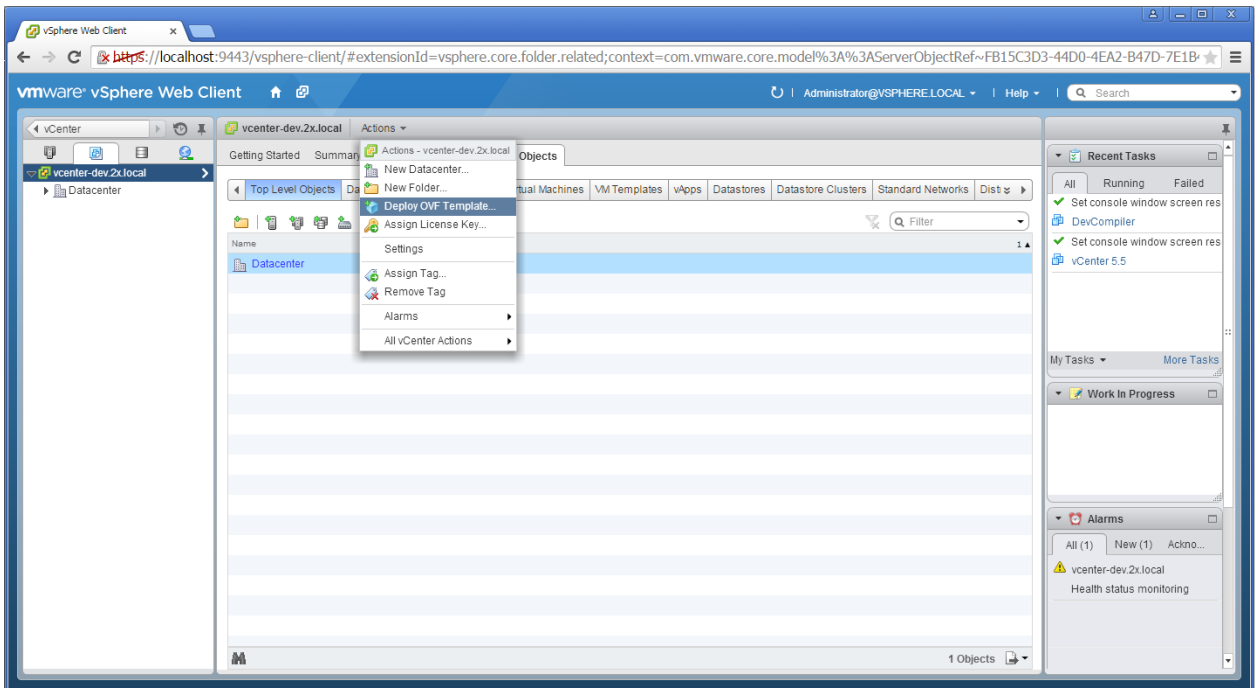 vSphere Web Client
https://localhost:9443/vsphere-client/#extensionId=vsphere.core.folder.related;context=com.vmware.core.model%3A%3AServerObjectRef~FB15C3D3-44D0-4EA2-B47D-7E1B
vmware® vSphere Web Client
Administrator@VSPHERE.LOCAL
Help
Search
vCenter
vcenter-dev.2x.local
Datacenter
vcenter-dev.2x.local Actions
Getting Started Summary Objects
Top Level Objects Da rtual Machines VM Templates vApps Datastores Datastore Clusters Standard Networks Dist
Filter
Name 1
Datacenter
1 Objects
Actions - vcenter-dev.2x.local
New Datacenter...
New Folder...
Deploy OVF Template...
Assign License Key...
Settings
Assign Tag...
Remove Tag
Alarms
All vCenter Actions
Recent Tasks
All Running Failed
Set console window screen res
DevCompiler
Set console window screen res
vCenter 5.5
My Tasks More Tasks
Work In Progress
Alarms
All (1) New (1) Ackno...
vcenter-dev.2x.local
Health status monitoring